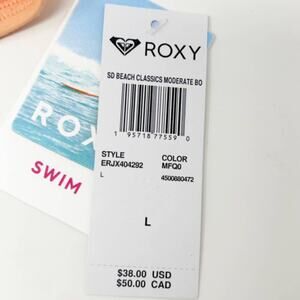 ROXY
SD BEACH CLASSICS MODERATE BO
1 95718 77559 0
STYLE COLOR
ERJX404292 MFQ0
L 4500880472
L
$38.00 USD
$50.00 CAD
ROX
SWIM